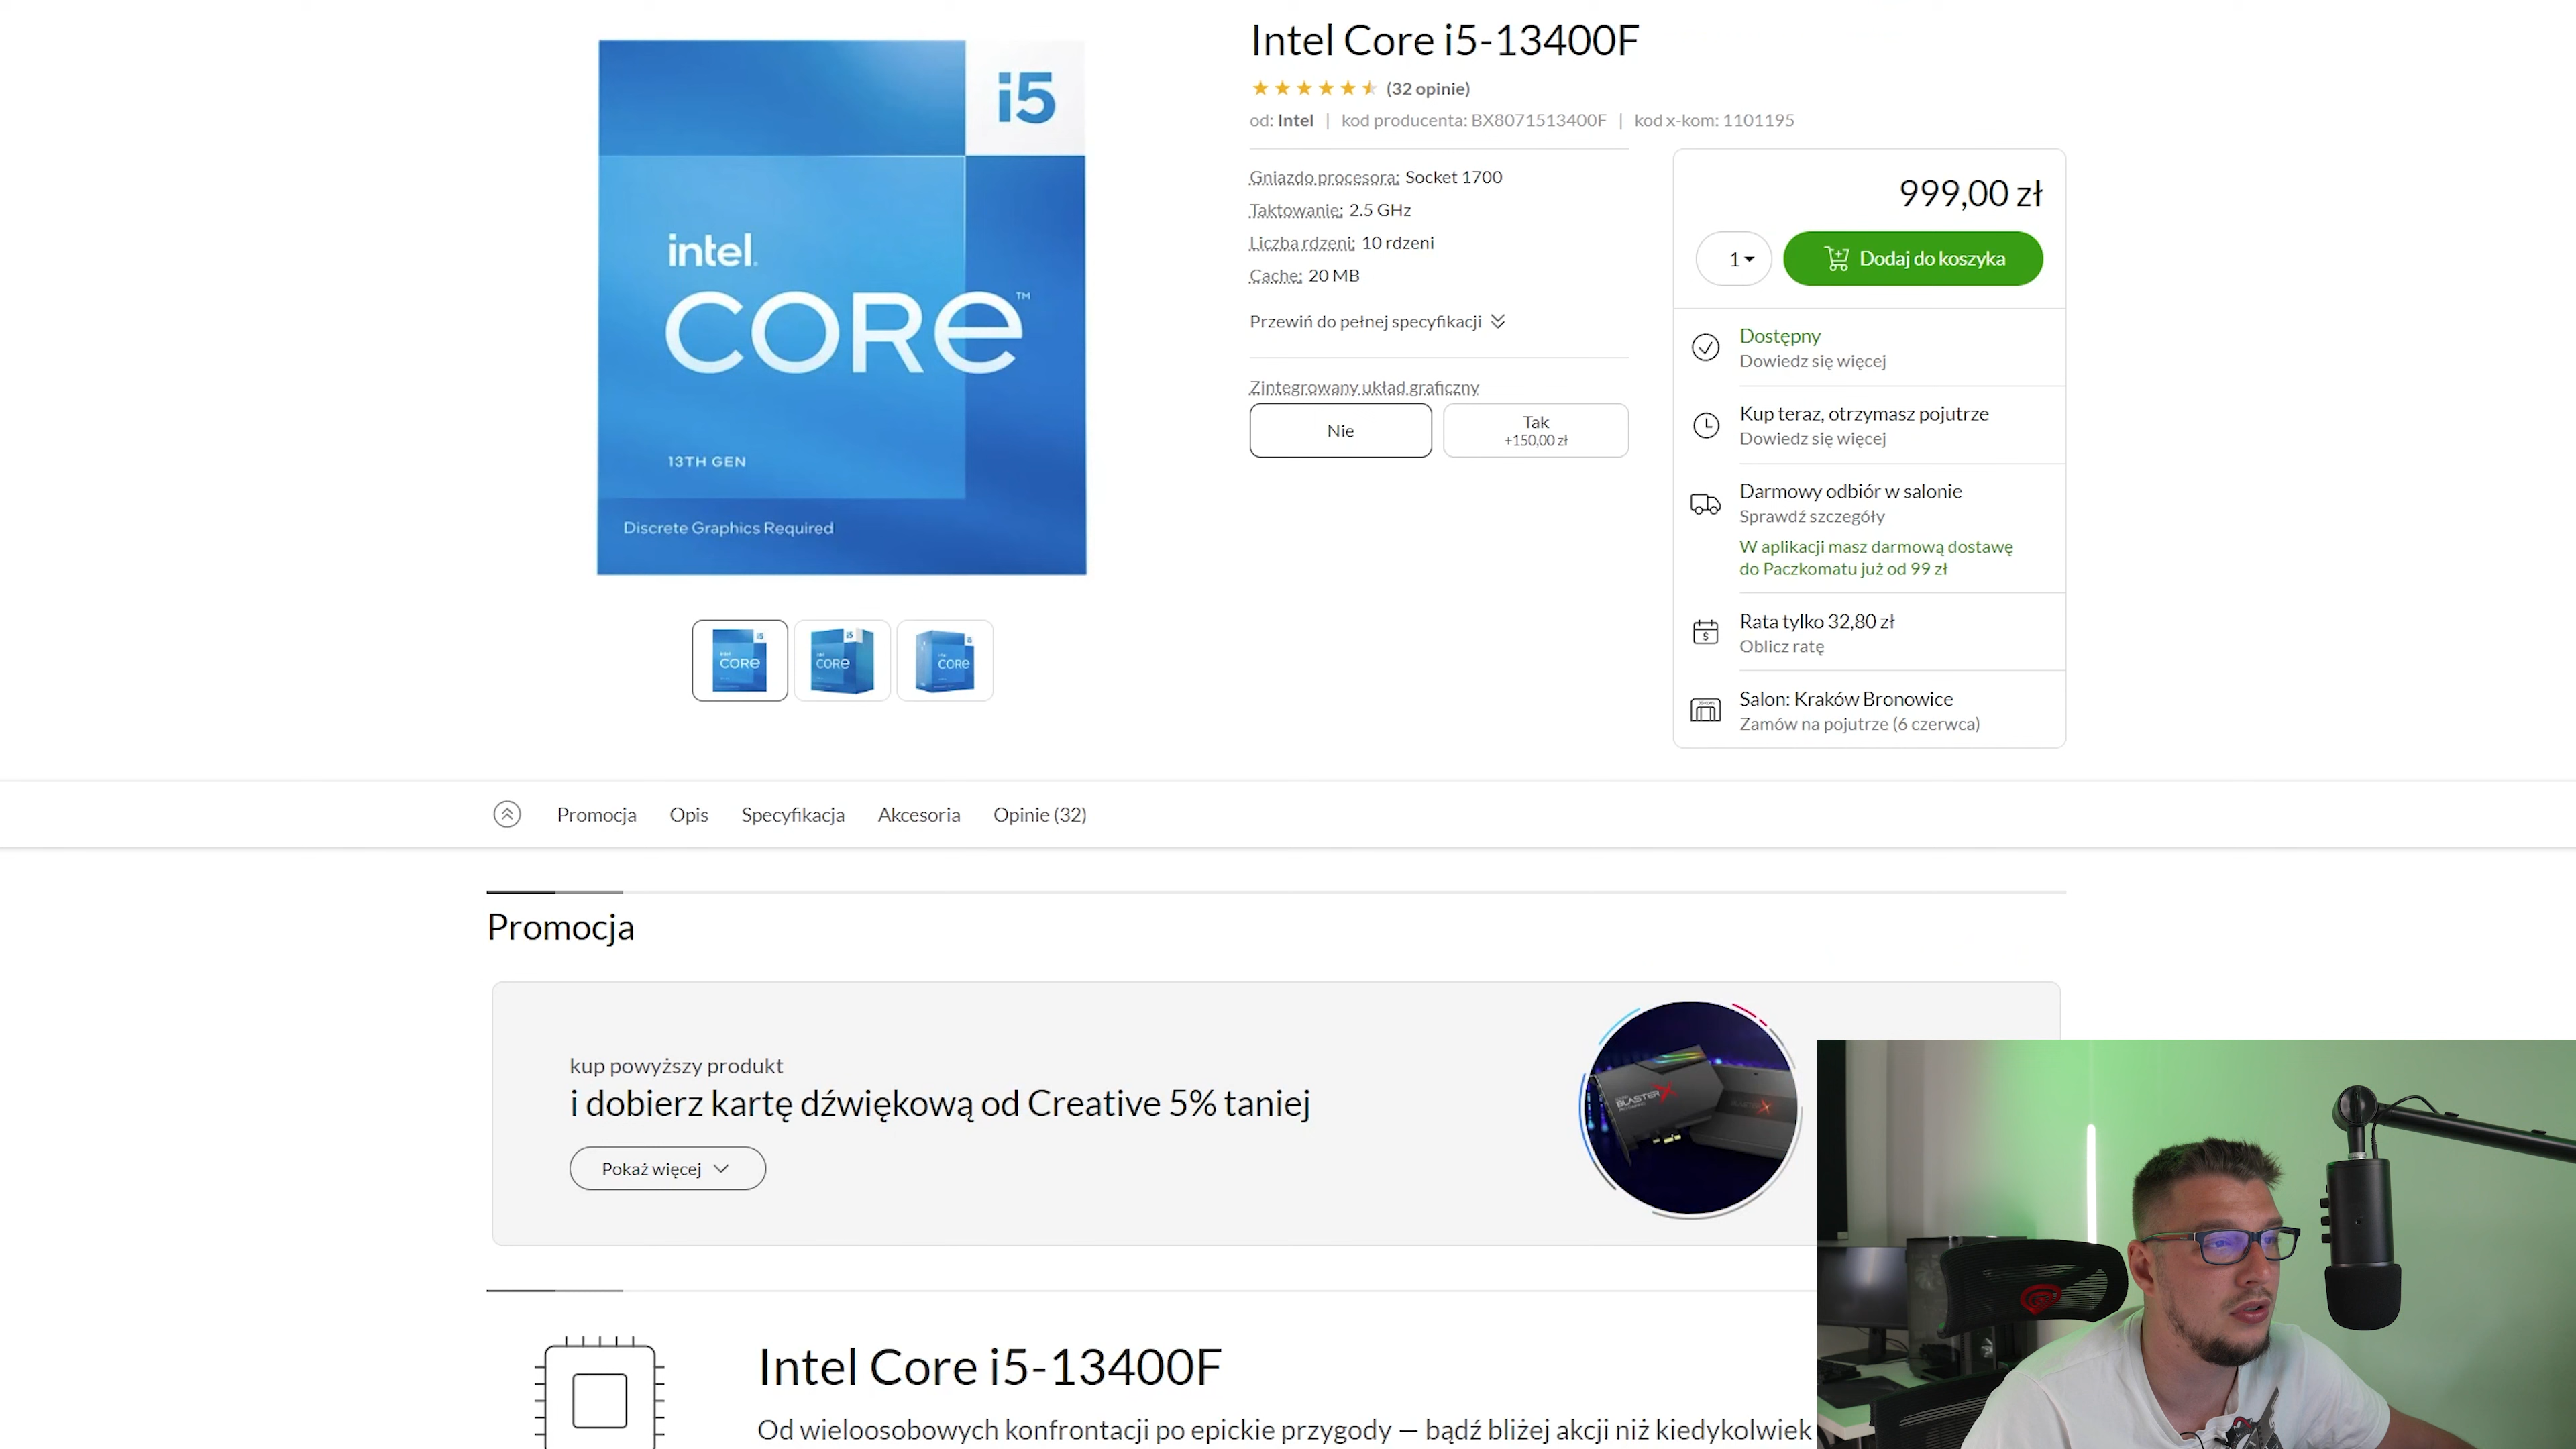 i5
intel.
CORE™
13TH GEN
Discrete Graphics Required
Intel Core i5-13400F
(32 opinie)
od: Intel | kod producenta: BX8071513400F | kod x-kom: 1101195
Gniazdo procesora: Socket 1700
Taktowanie: 2.5 GHz
Liczba rdzeni: 10 rdzeni
Cache: 20 MB
Przewiń do pełnej specyfikacji
Zintegrowany układ graficzny
Nie
Tak
+150,00 zł
999,00 zł
1
Dodaj do koszyka
Dostępny
Dowiedz się więcej
Kup teraz, otrzymasz pojutrze
Dowiedz się więcej
Darmowy odbiór w salonie
Sprawdź szczegóły
W aplikacji masz darmową dostawę
do Paczkomatu już od 99 zł
Rata tylko 32,80 zł
Oblicz ratę
Salon: Kraków Bronowice
Zamów na pojutrze (6 czerwca)
i5
CORE
i5
CORE
i5
CORE
Promocja Opis Specyfikacja Akcesoria Opinie (32)
Promocja
kup powyższy produkt
i dobierz kartę dźwiękową od Creative 5% taniej
Pokaż więcej
BLASTERX
Intel Core i5-13400F
Od wieloosobowych konfrontacji po epickie przygody — bądź bliżej akcji niż kiedykolwiek